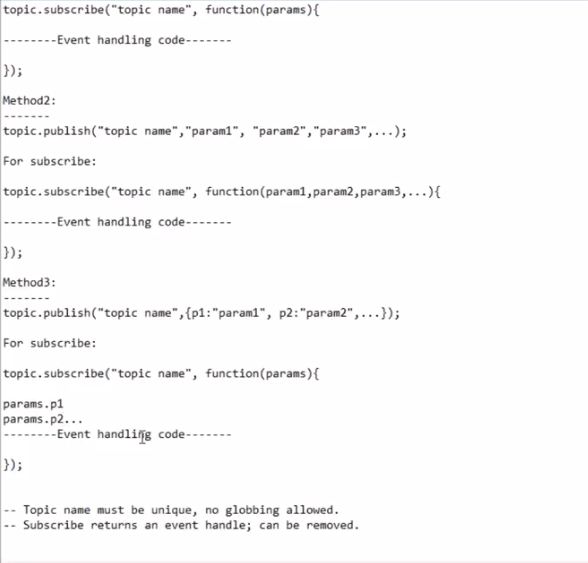 topic.subscribe("topic name", function(params){
--------Event handling code-------
});
Method2:
-------
topic.publish("topic name","param1", "param2","param3",...);
For subscribe:
topic.subscribe("topic name", function(param1,param2,param3,...){
--------Event handling code-------
});
Method3:
-------
topic.publish("topic name",{p1:"param1", p2:"param2",...});
For subscribe:
topic.subscribe("topic name", function(params){
params.p1
params.p2...
--------Event handling code-------
});
-- Topic name must be unique, no globbing allowed.
-- Subscribe returns an event handle; can be removed.